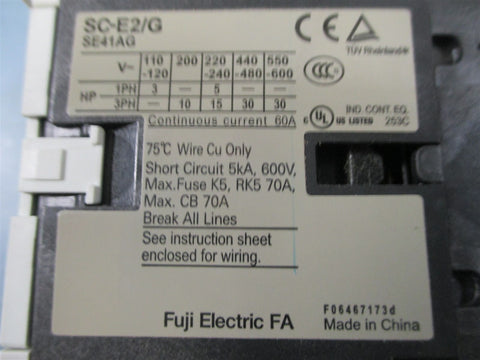 SC-E2/G
SE41AG
CE
TÜV Rheinland®
CCC
V~ 110-120 200 220-240 440-480 550-600
HP 1PH 3 — 5 — —
3PH — 10 15 30 30
Continuous current 60A
IND. CONT. EQ.
c UL US LISTED 253C
75℃ Wire Cu Only
Short Circuit 5kA, 600V,
Max.Fuse K5, RK5 70A,
Max. CB 70A
Break All Lines
See instruction sheet
enclosed for wiring.
Fuji Electric FA
F06467173d
Made in China